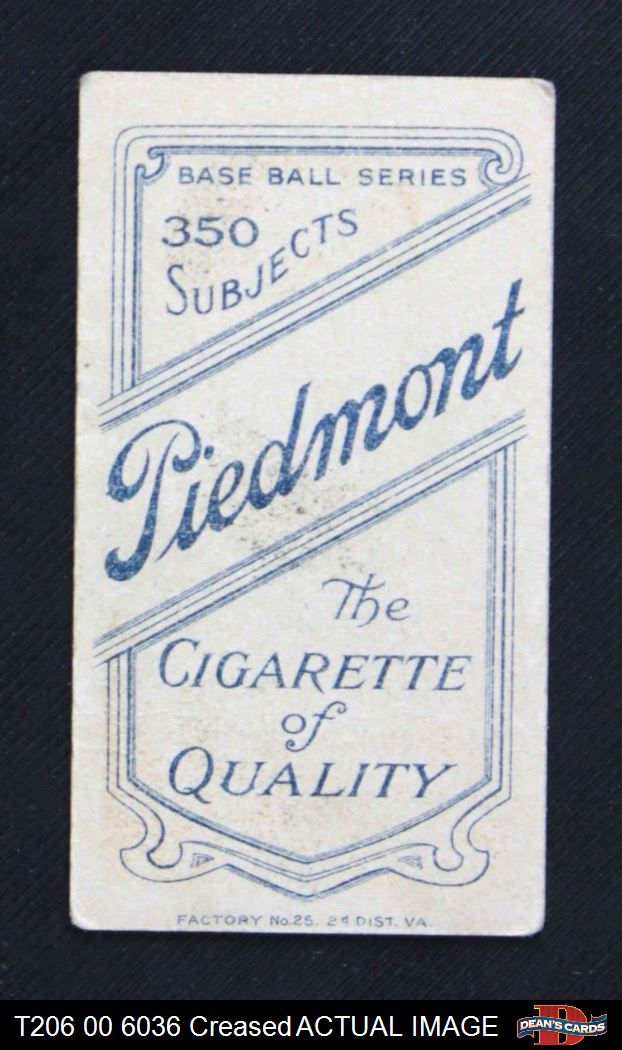 BASE BALL SERIES
350
SUBJECTS
Piedmont
The
CIGARETTE
of
QUALITY
FACTORY No.25. 2d DIST. VA.
T206 00 6036 Creased ACTUAL IMAGE
DEAN'S CARDS